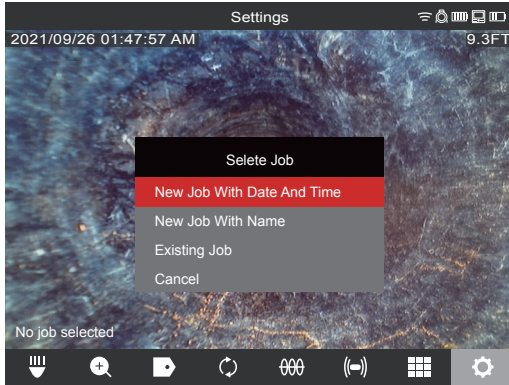 Settings
2021/09/26 01:47:57 AM
9.3FT
Selete Job
New Job With Date And Time
New Job With Name
Existing Job
Cancel
No job selected